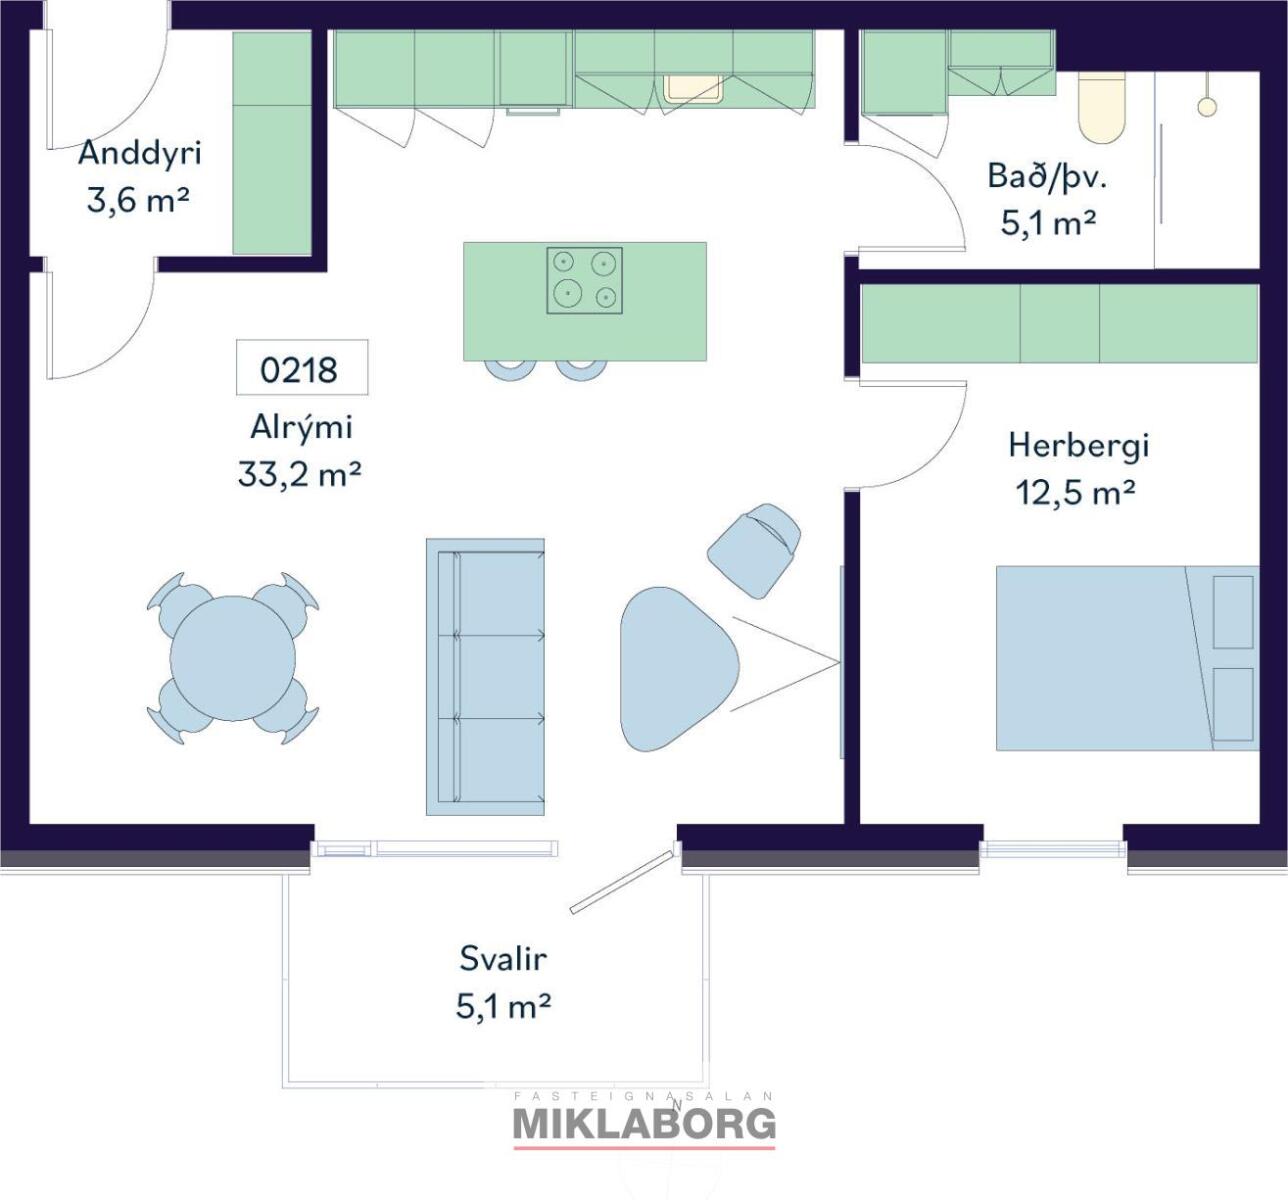 Anddyri
3,6 m²
Bað/þv.
5,1 m²
0218
Alrými
33,2 m²
Herbergi
12,5 m²
Svalir
5,1 m²
FASTEIGNASALAN
N
MIKLABORG